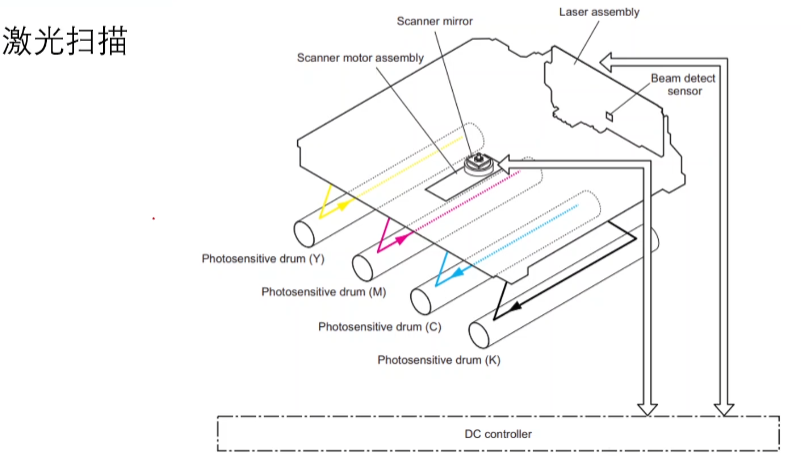 激光扫描
Laser assembly
Scanner mirror
Scanner motor assembly
Beam detect
sensor
Photosensitive drum (Y)
Photosensitive drum (M)
Photosensitive drum (C)
Photosensitive drum (K)
DC controller